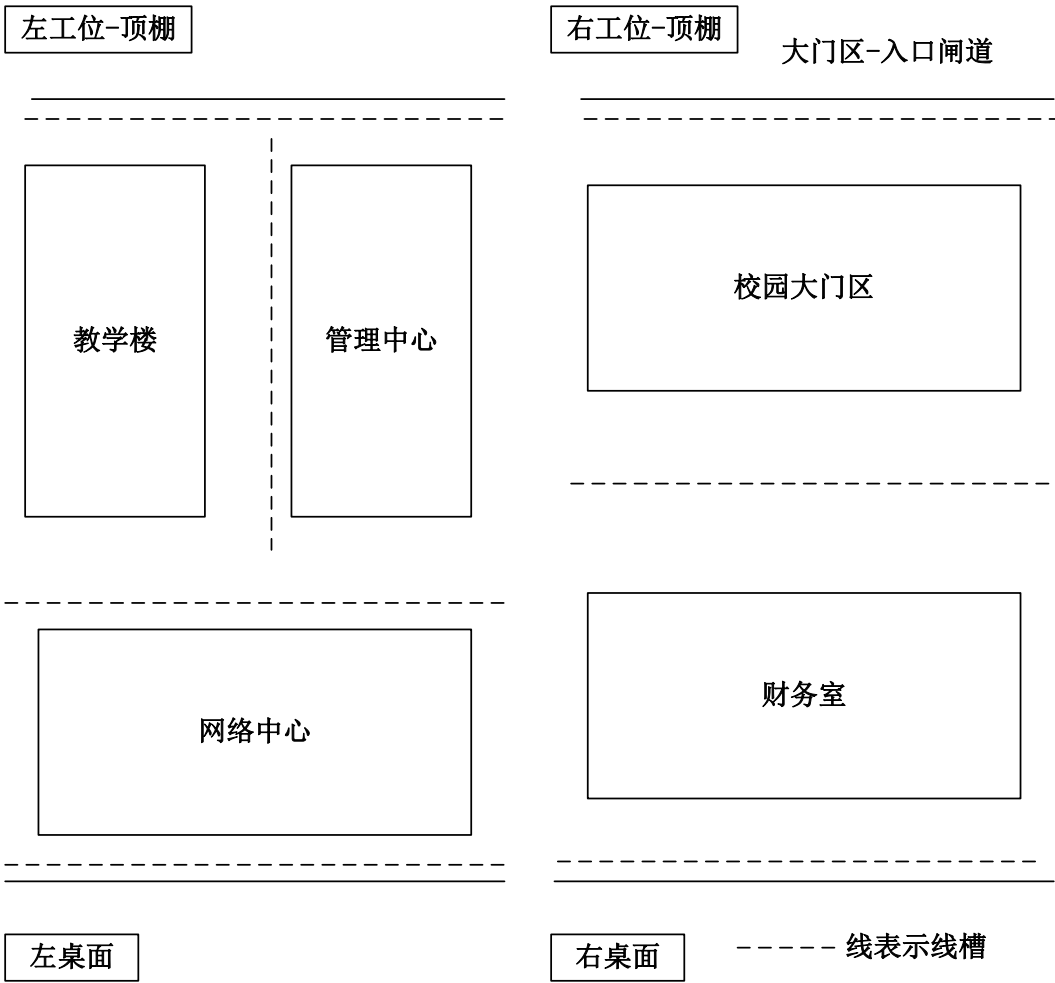 左工位-顶棚
右工位-顶棚
大门区-入口闸道
教学楼
管理中心
校园大门区
网络中心
财务室
左桌面
右桌面
线表示线槽